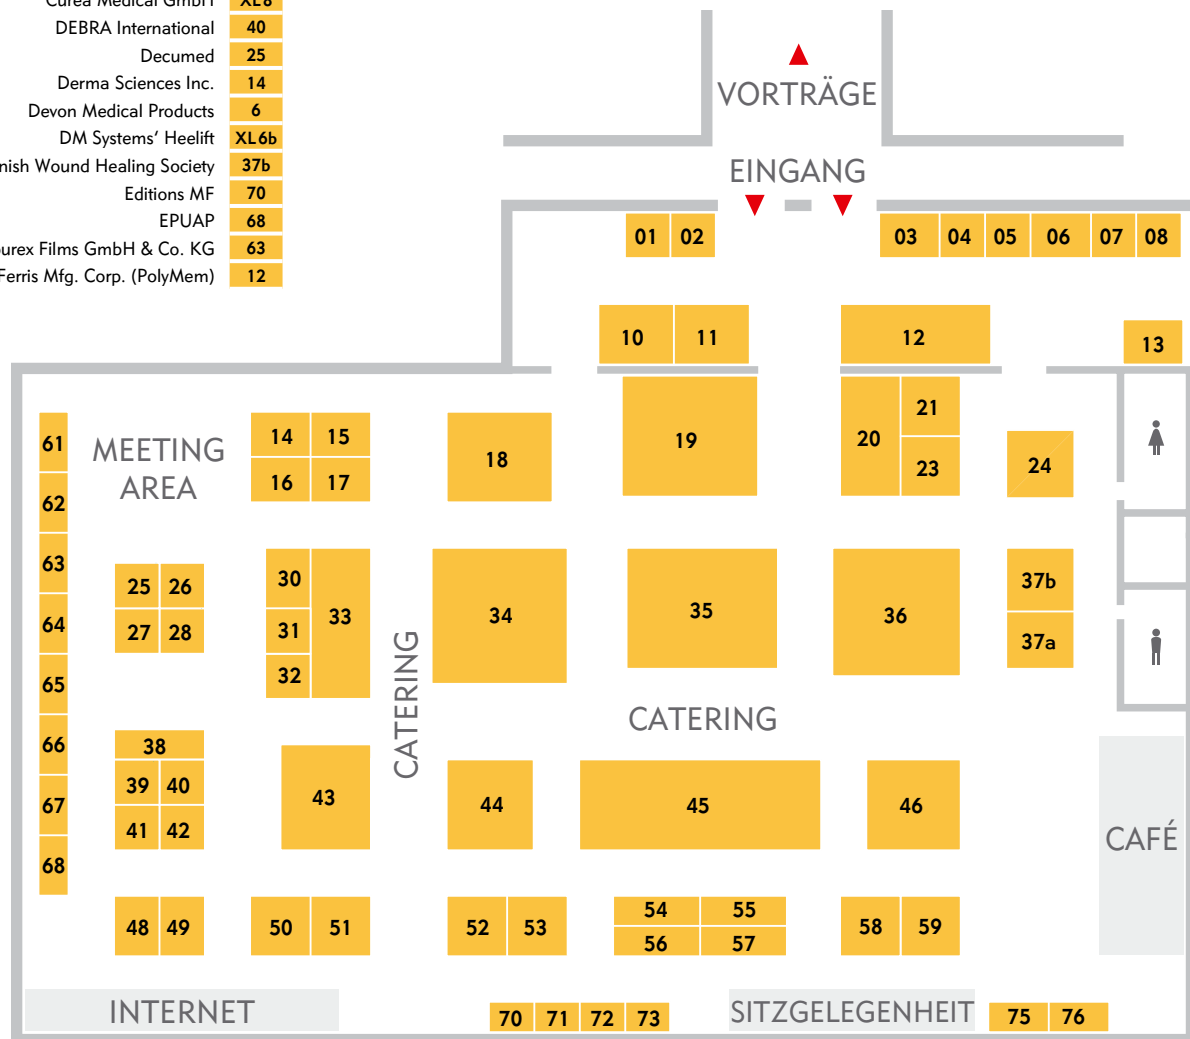 Curea Medical GmbH XL8
DEBRA International 40
Decumed 25
Derma Sciences Inc. 14
Devon Medical Products 6
DM Systems' Heelift XL6b
Wound Healing Society 37b
Editions MF 70
EPUAP 68
Films GmbH & Co. KG 63
Ferris Mfg. Corp. (PolyMem) 12
VORTRÄGE
EINGANG
01 02 03 04 05 06 07 08
10 11 12 13
61 MEETING AREA
14 15 18 19 20 21 24
62 16 17 23
63 25 26 30 33 34 35 36 37b
64 27 28 31 37a
65 32
CATERING
CATERING
66 38
67 39 40 43 44 45 46
41 42
CAFÉ
68
48 49 50 51 52 53 54 55 58 59
56 57
INTERNET
70 71 72 73
SITZGELEGENHEIT
75 76